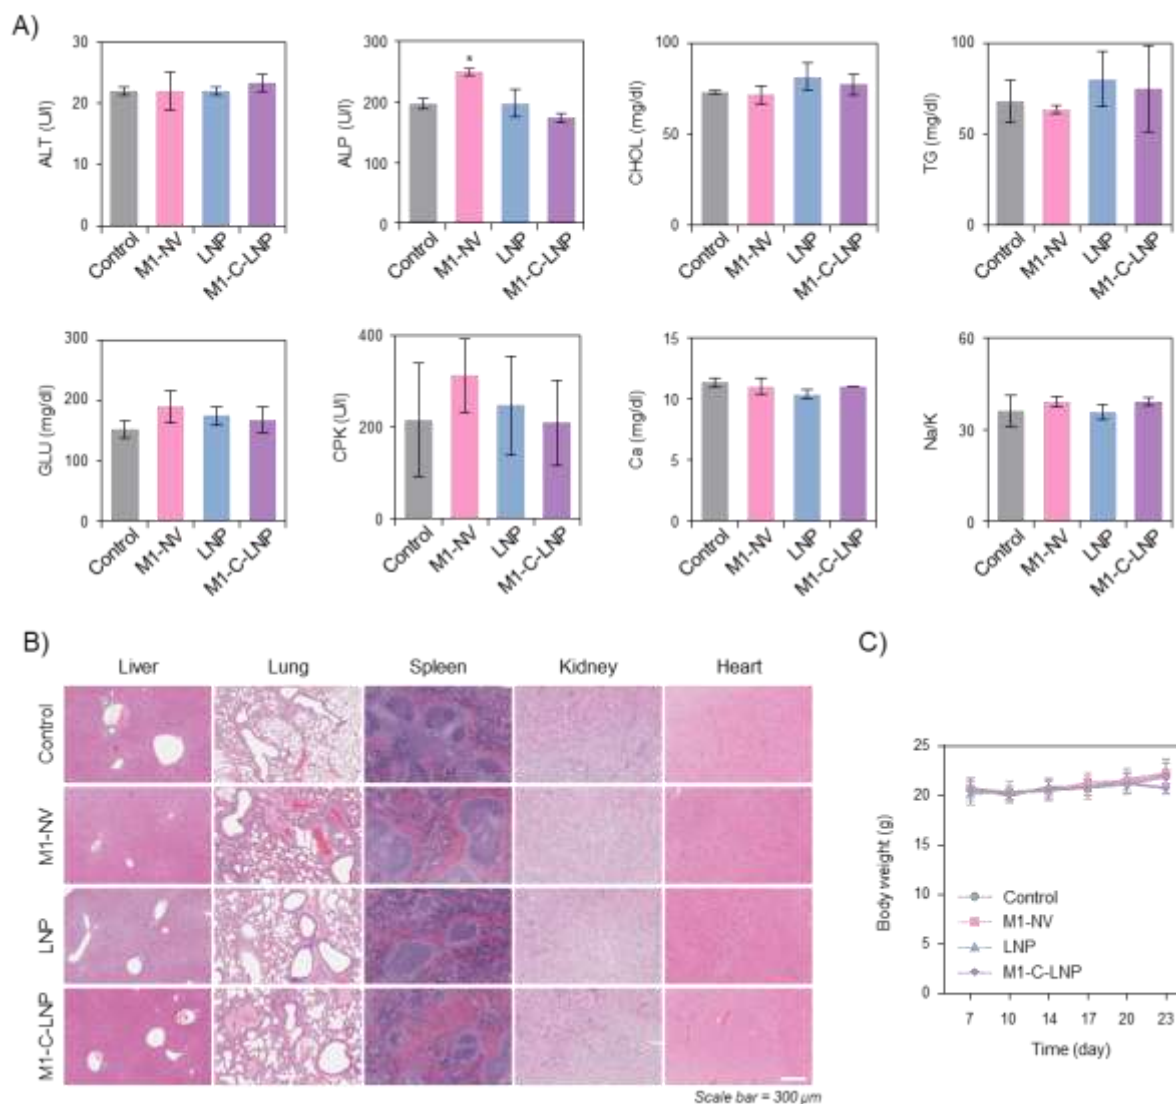 A)
30
20
10
0
ALT (U/l)
Control
M1-NV
LNP
M1-C-LNP
300
200
100
0
ALP (U/l)
*
Control
M1-NV
LNP
M1-C-LNP
100
50
0
CHOL (mg/dl)
Control
M1-NV
LNP
M1-C-LNP
100
50
0
TG (mg/dl)
Control
M1-NV
LNP
M1-C-LNP
300
200
100
0
GLU (mg/dl)
Control
M1-NV
LNP
M1-C-LNP
400
200
0
CPK (U/l)
Control
M1-NV
LNP
M1-C-LNP
15
10
5
0
Ca (mg/dl)
Control
M1-NV
LNP
M1-C-LNP
60
30
0
Na/K
Control
M1-NV
LNP
M1-C-LNP
B)
Liver Lung Spleen Kidney Heart
Control
M1-NV
LNP
M1-C-LNP
Scale bar = 300 µm
C)
25
20
15
10
5
0
Body weight (g)
Control
M1-NV
LNP
M1-C-LNP
7 10 14 17 20 23
Time (day)